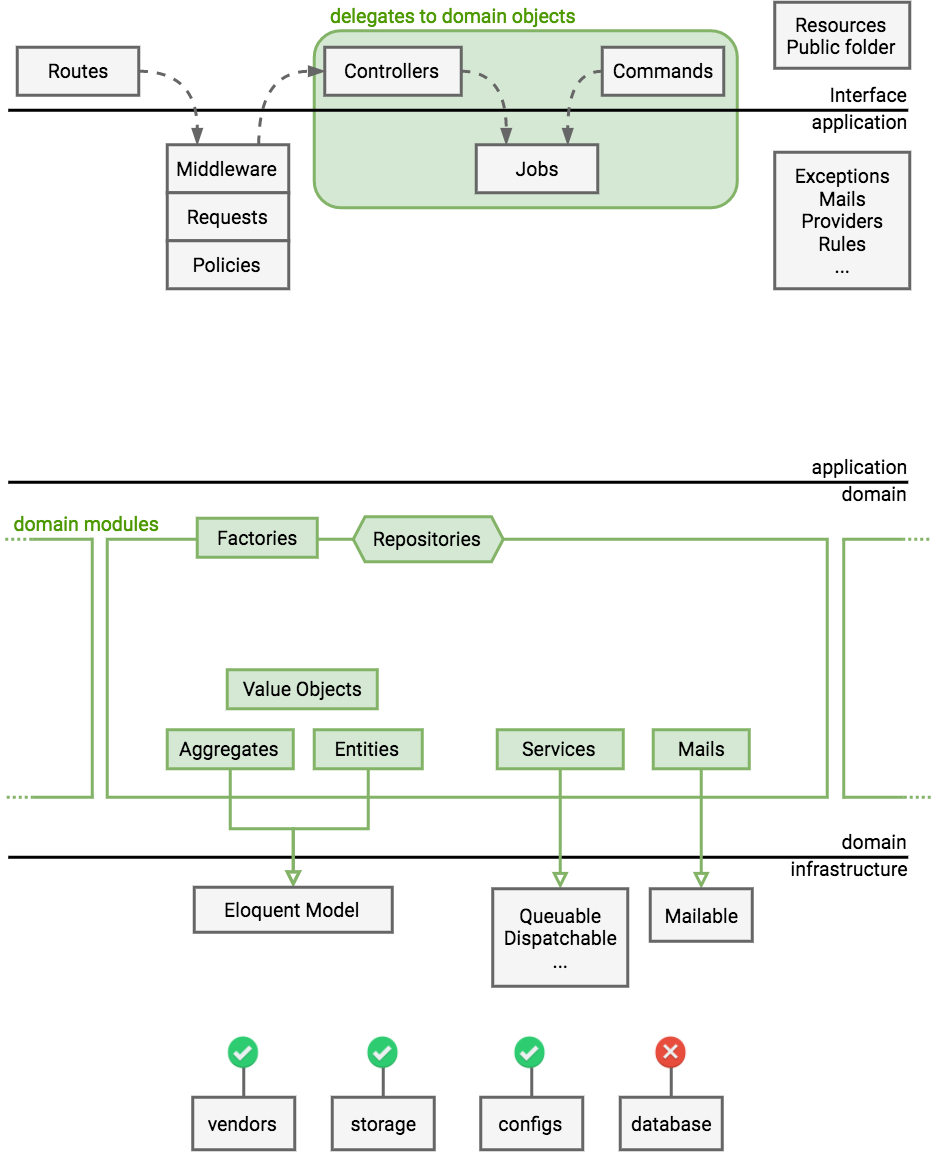 delegates to domain objects
Resources
Public folder
Routes
Controllers
Commands
Interface
application
Middleware
Requests
Policies
Jobs
Exceptions
Mails
Providers
Rules
...
application
domain
domain modules
Factories
Repositories
Value Objects
Aggregates
Entities
Services
Mails
domain
infrastructure
Eloquent Model
Queuable
Dispatchable
...
Mailable
vendors
storage
configs
database